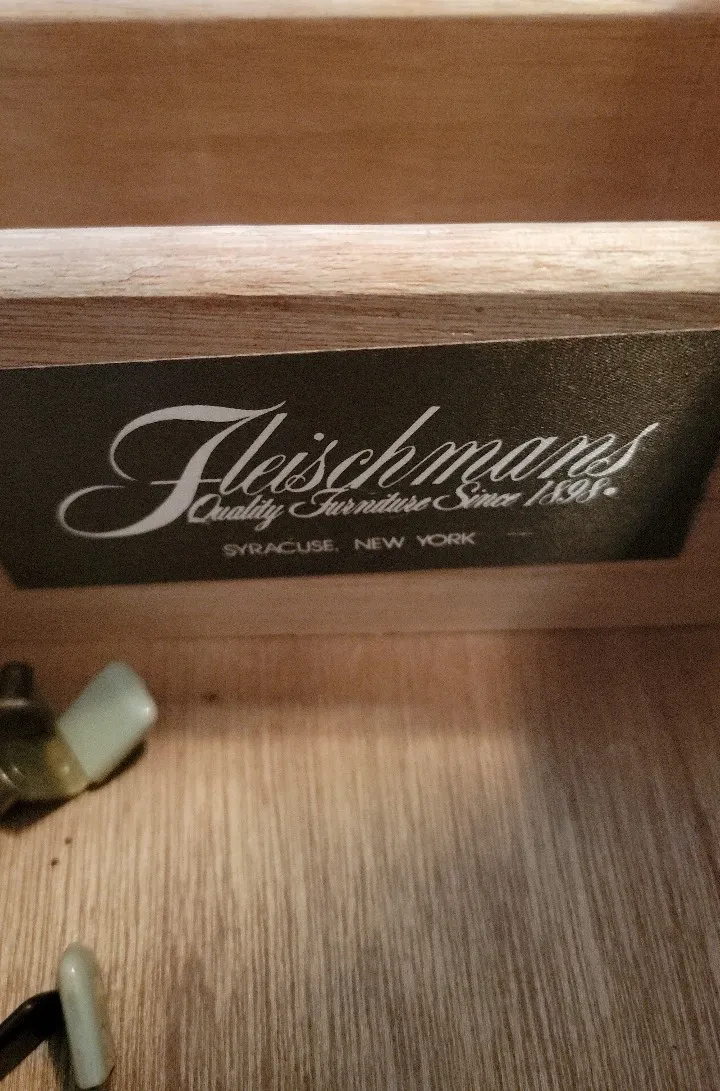 Fleischmans
Quality Furniture Since 1898.
SYRACUSE, NEW YORK